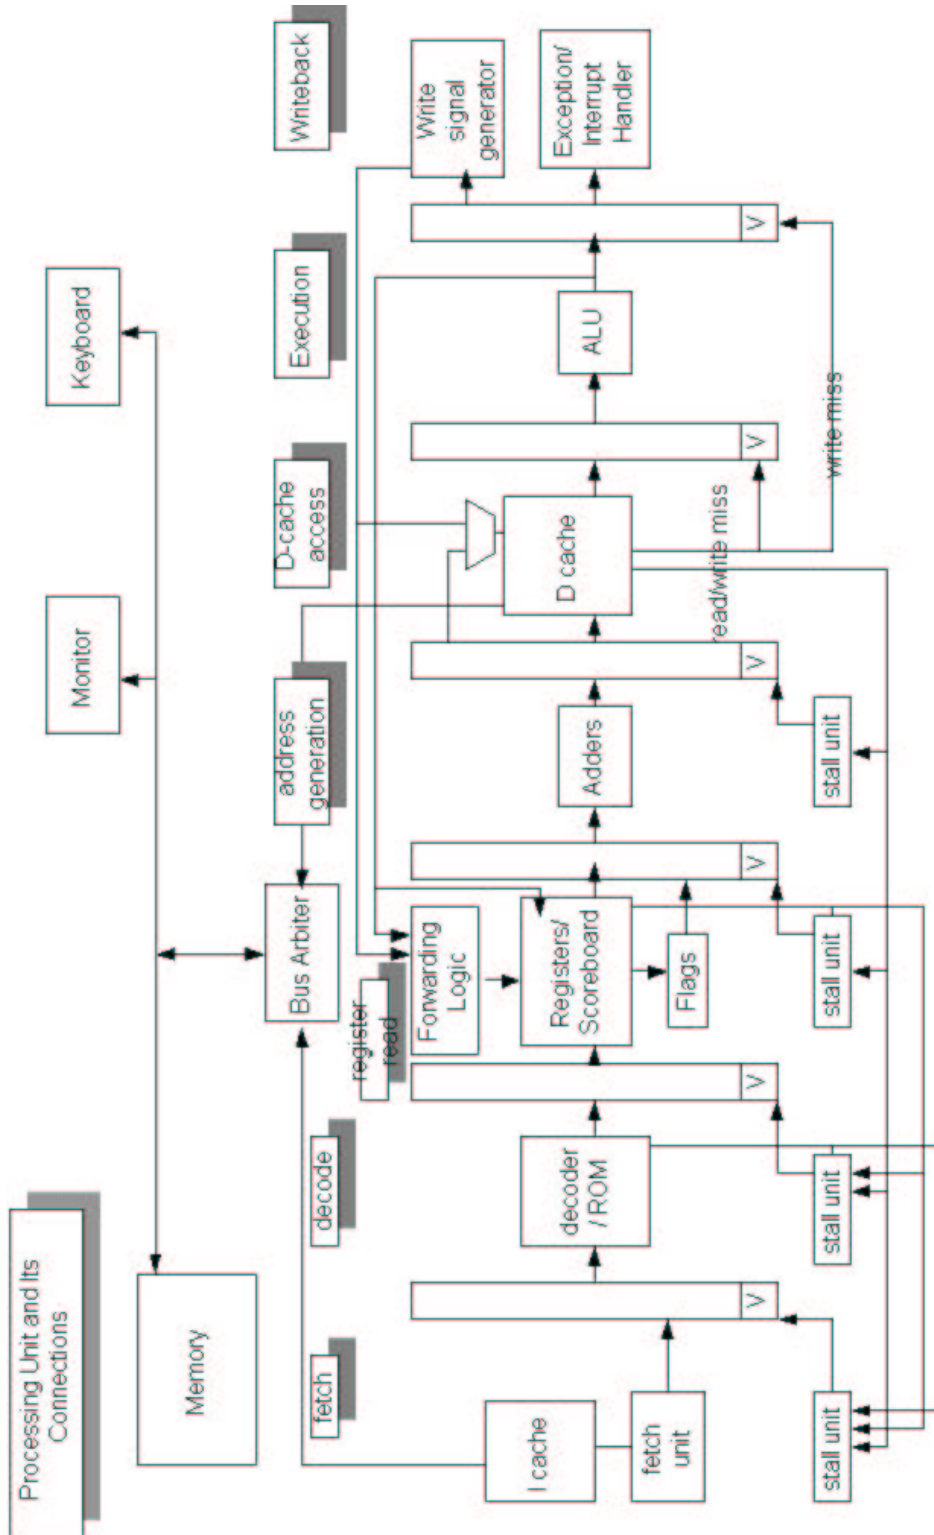 Processing Unit and Its
Connections
Memory
Monitor
Keyboard
Bus Arbiter
fetch
decode
register
read
address
generation
D-cache
access
Execution
Writeback
I cache
fetch
unit
decoder
/ ROM
Forwarding
Logic
Registers/
Scoreboard
Flags
Adders
D cache
ALU
Write
signal
generator
Exception/
Interrupt
Handler
V
V
V
V
V
V
read/write miss
write miss
stall unit
stall unit
stall unit
stall unit